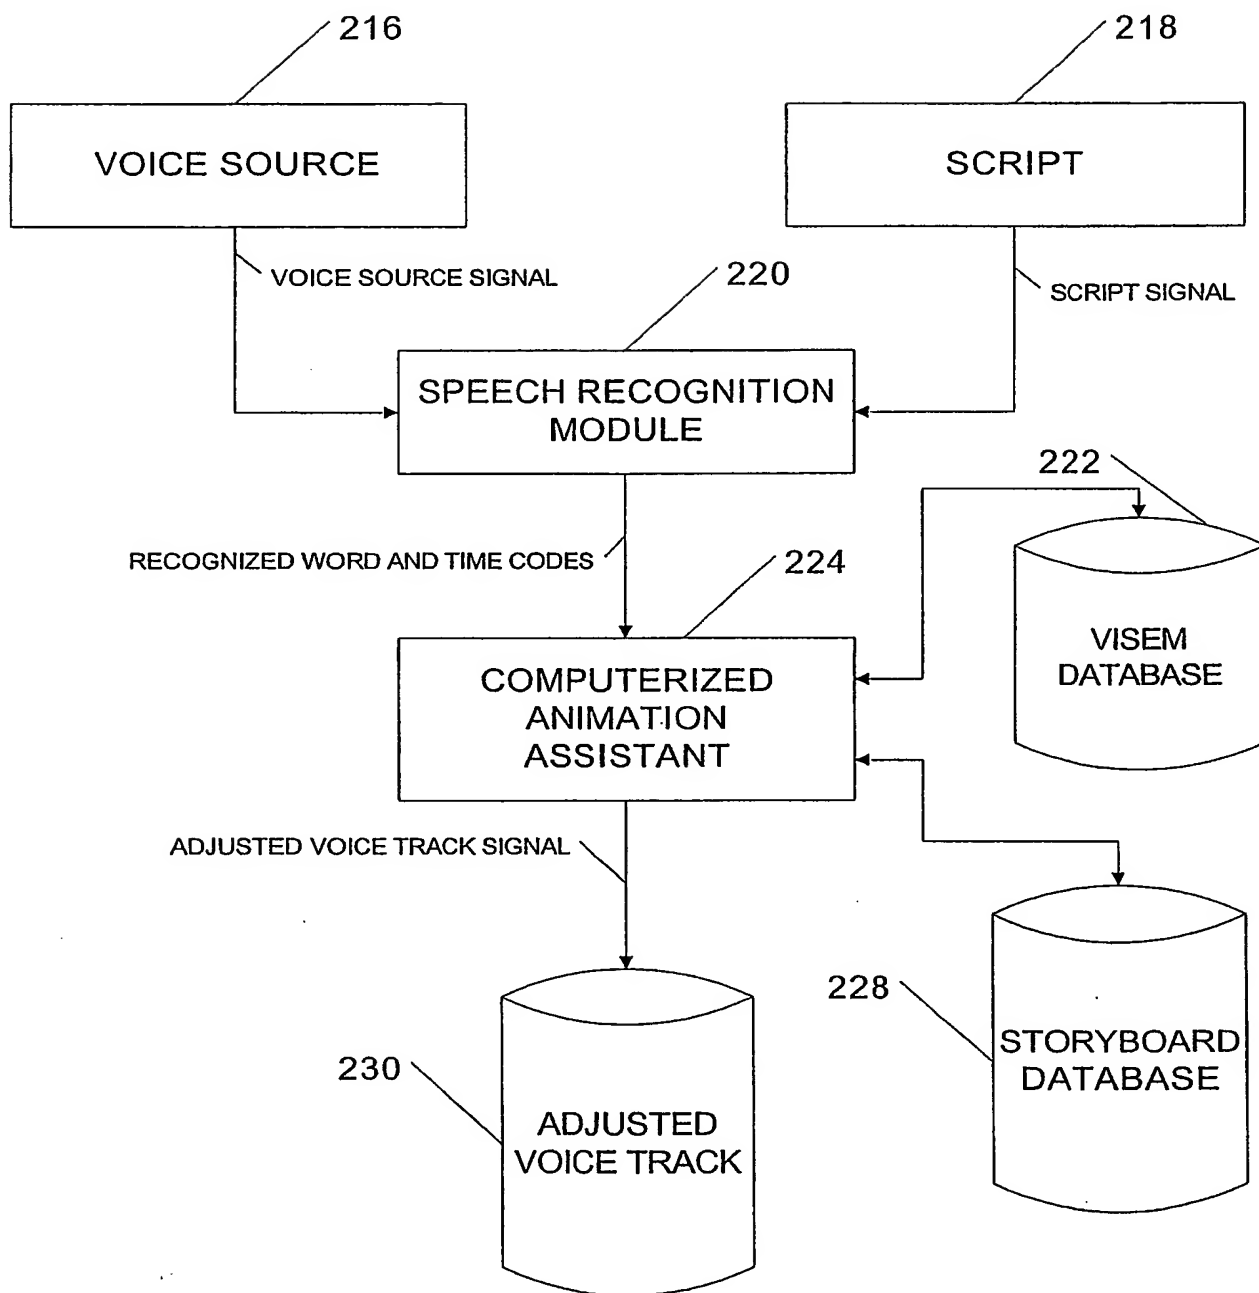 216
218
VOICE SOURCE
SCRIPT
VOICE SOURCE SIGNAL
220
SCRIPT SIGNAL
SPEECH RECOGNITION
MODULE
222
RECOGNIZED WORD AND TIME CODES
224
VISEM
DATABASE
COMPUTERIZED
ANIMATION
ASSISTANT
ADJUSTED VOICE TRACK SIGNAL
228
STORYBOARD
DATABASE
230
ADJUSTED
VOICE TRACK